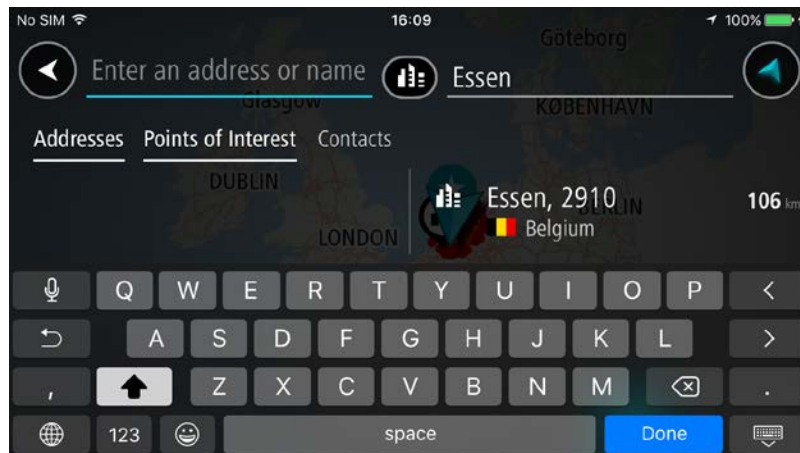 No SIM 16:09 100%
Göteborg
Enter an address or name Essen
Glasgow KØBENHAVN
Addresses Points of Interest Contacts
DUBLIN
Essen, 2910 106 km
BERLIN
Belgium
LONDON
Q W E R T Y U I O P <
A S D F G H J K L >
, Z X C V B N M .
123 space Done